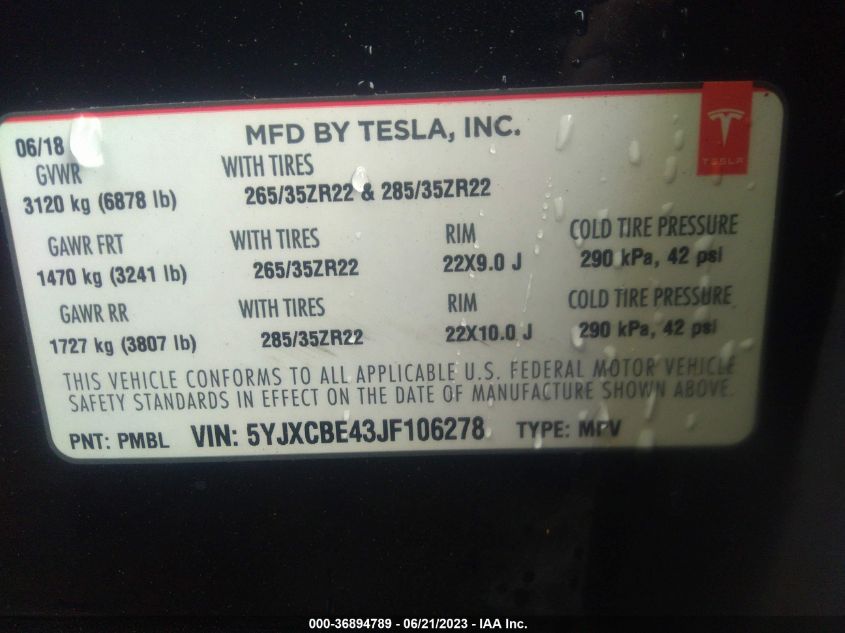 MFD BY TESLA, INC.
TESLA
06/18
GVWR WITH TIRES
3120 kg (6878 lb) 265/35ZR22 & 285/35ZR22
GAWR FRT WITH TIRES RIM COLD TIRE PRESSURE
1470 kg (3241 lb) 265/35ZR22 22X9.0 J 290 kPa, 42 psi
GAWR RR WITH TIRES RIM COLD TIRE PRESSURE
1727 kg (3807 lb) 285/35ZR22 22X10.0 J 290 kPa, 42 psi
THIS VEHICLE CONFORMS TO ALL APPLICABLE U.S. FEDERAL MOTOR VEHICLE
SAFETY STANDARDS IN EFFECT ON THE DATE OF MANUFACTURE SHOWN ABOVE.
PNT: PMBL VIN: 5YJXCBE43JF106278 TYPE: MPV
000-36894789 - 06/21/2023 - IAA Inc.